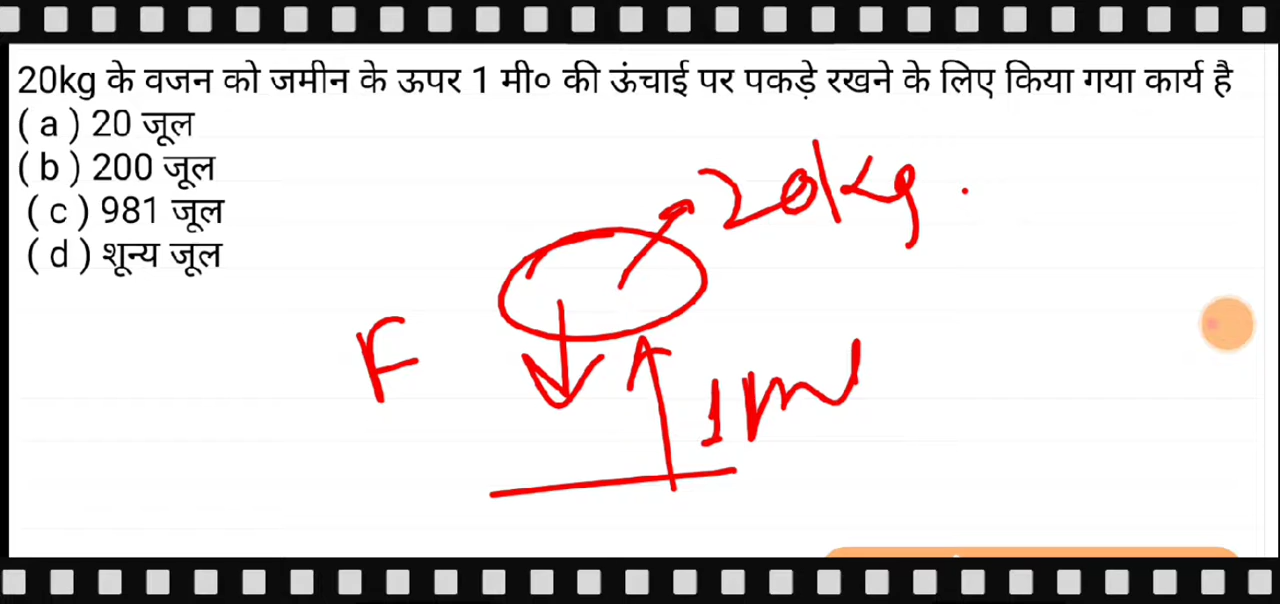 20kg के वजन को जमीन के ऊपर 1 मी० की ऊंचाई पर पकड़े रखने के लिए किया गया कार्य है
( a ) 20 जूल
( b ) 200 जूल
( c ) 981 जूल
( d ) शून्य जूल
20kg
F
1m